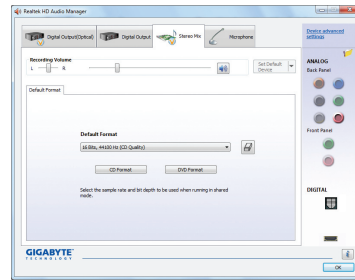 Realtek HD Audio Manager
Digital Output(Optical)
Digital Output
Stereo Mix
Microphone
Device advanced settings
Recording Volume
L
R
Set Default Device
ANALOG
Back Panel
Default Format
Default Format
16 Bits, 44100 Hz (CD Quality)
CD Format
DVD Format
Select the sample rate and bit depth to be used when running in shared
mode.
Front Panel
DIGITAL
GIGABYTE
TECHNOLOGY
OK